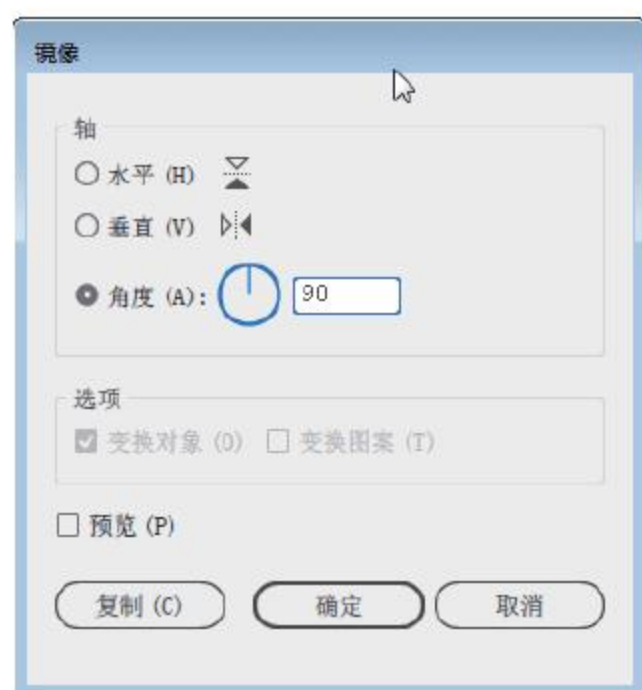 镜像
轴
水平 (H)
垂直 (V)
角度 (A): 90
选项
变换对象 (O) 变换图案 (T)
预览 (P)
复制 (C) 确定 取消